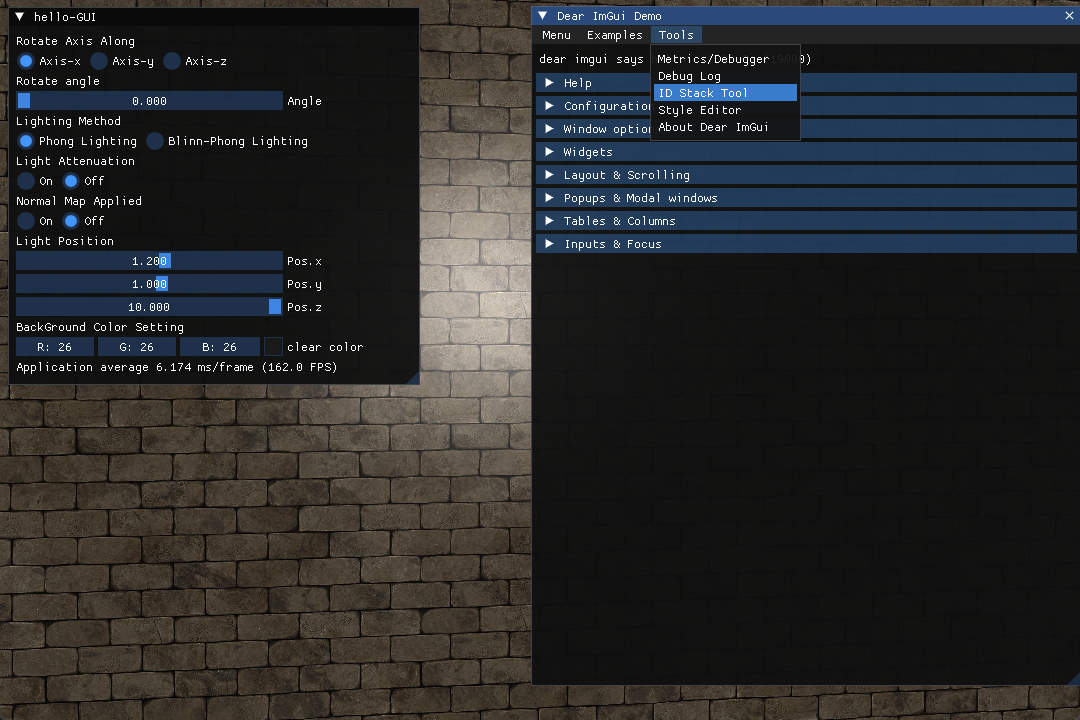 hello-GUI
Rotate Axis Along
Axis-x Axis-y Axis-z
Rotate angle
0.000 Angle
Lighting Method
Phong Lighting Blinn-Phong Lighting
Light Attenuation
On Off
Normal Map Applied
On Off
Light Position
1.200 Pos.x
1.000 Pos.y
10.000 Pos.z
BackGround Color Setting
R: 26 G: 26 B: 26 clear color
Application average 6.174 ms/frame (162.0 FPS)
Dear ImGui Demo
Menu Examples Tools
dear imgui says
Metrics/Debugger
Debug Log
ID Stack Tool
Style Editor
About Dear ImGui
Help
Configuration
Window options
Widgets
Layout & Scrolling
Popups & Modal windows
Tables & Columns
Inputs & Focus